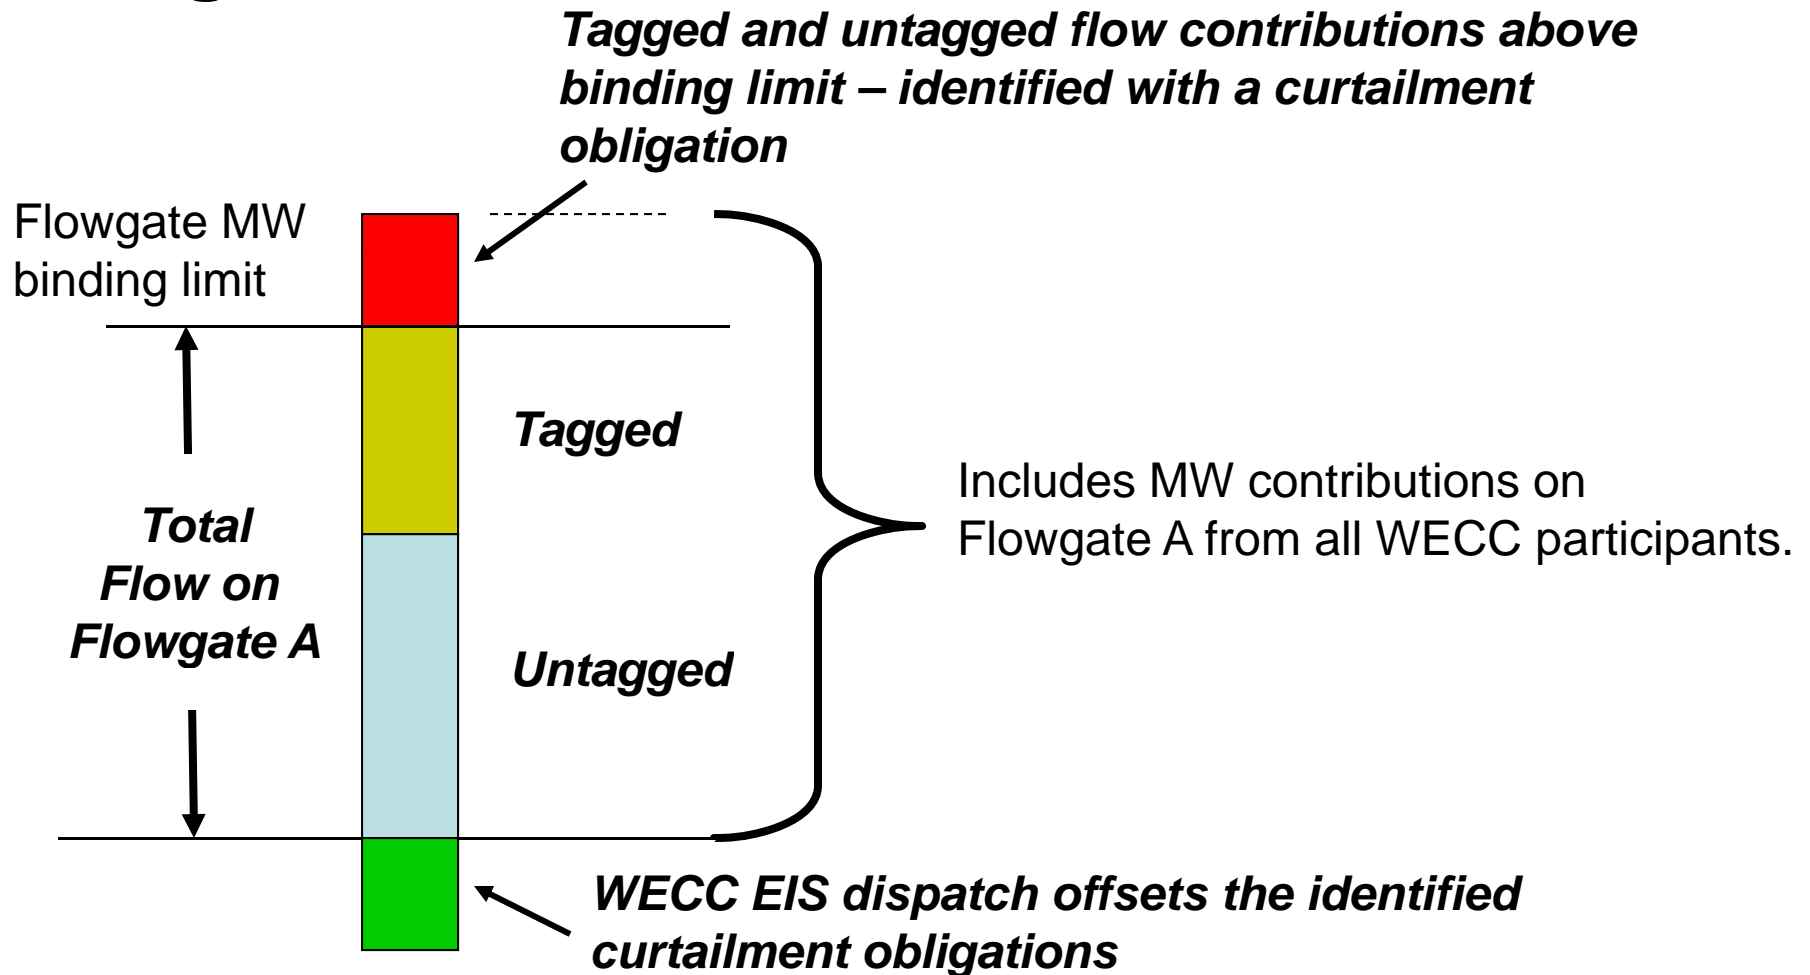 Tagged and untagged flow contributions above
binding limit – identified with a curtailment
obligation
Flowgate MW
binding limit
Tagged
Total
Flow on
Flowgate A
Includes MW contributions on
Flowgate A from all WECC participants.
Untagged
WECC EIS dispatch offsets the identified
curtailment obligations